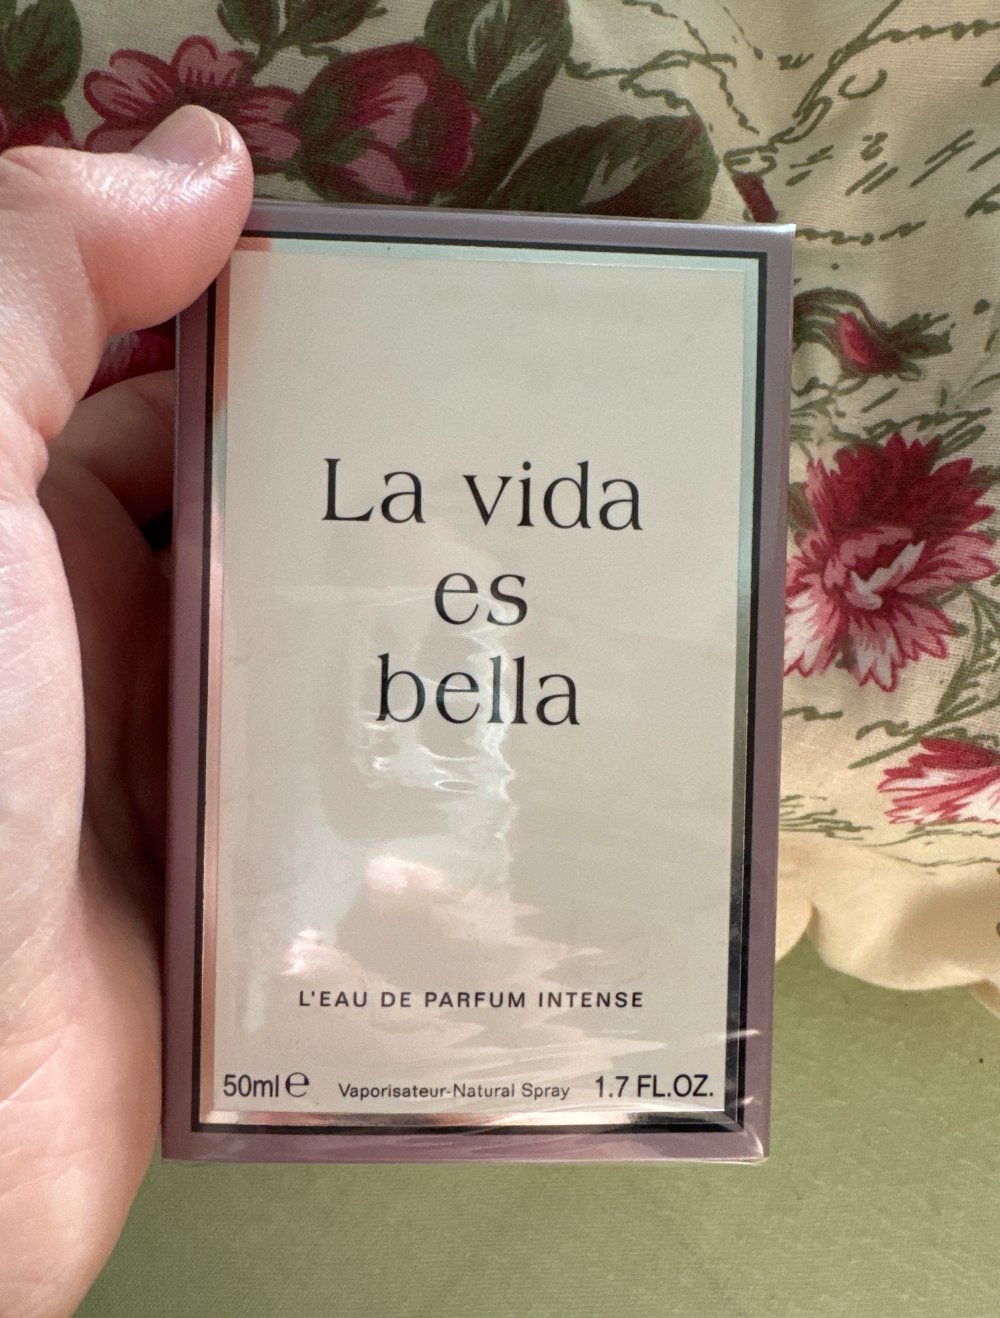 La vida
es
bella
L'EAU DE PARFUM INTENSE
50ml ℮ Vaporisateur-Natural Spray 1.7 FL.OZ.